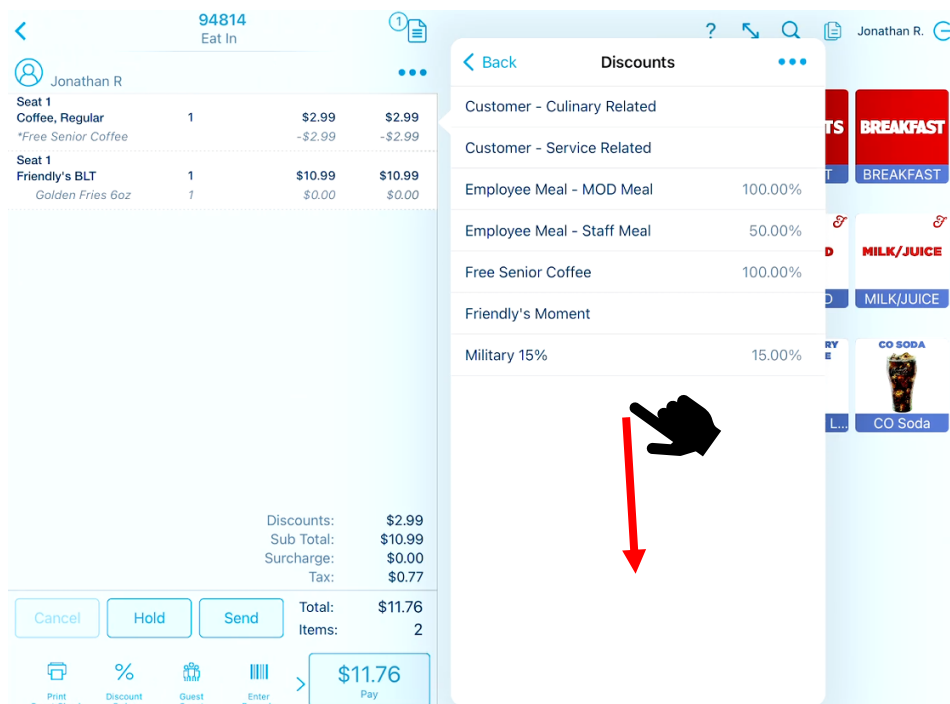 94814
Eat In
1
Jonathan R
Seat 1
Coffee, Regular 1 $2.99 $2.99
*Free Senior Coffee -$2.99 -$2.99
Seat 1
Friendly's BLT 1 $10.99 $10.99
Golden Fries 6oz 1 $0.00 $0.00
Discounts: $2.99
Sub Total: $10.99
Surcharge: $0.00
Tax: $0.77
Cancel Hold Send
Total: $11.76
Items: 2
Print
Discount
Guest
Enter
$11.76
Pay
? Jonathan R.
Back Discounts
Customer - Culinary Related
Customer - Service Related
Employee Meal - MOD Meal 100.00%
Employee Meal - Staff Meal 50.00%
Free Senior Coffee 100.00%
Friendly's Moment
Military 15% 15.00%
TS BREAKFAST
T BREAKFAST
D MILK/JUICE
D MILK/JUICE
RY CO SODA
E
L... CO Soda